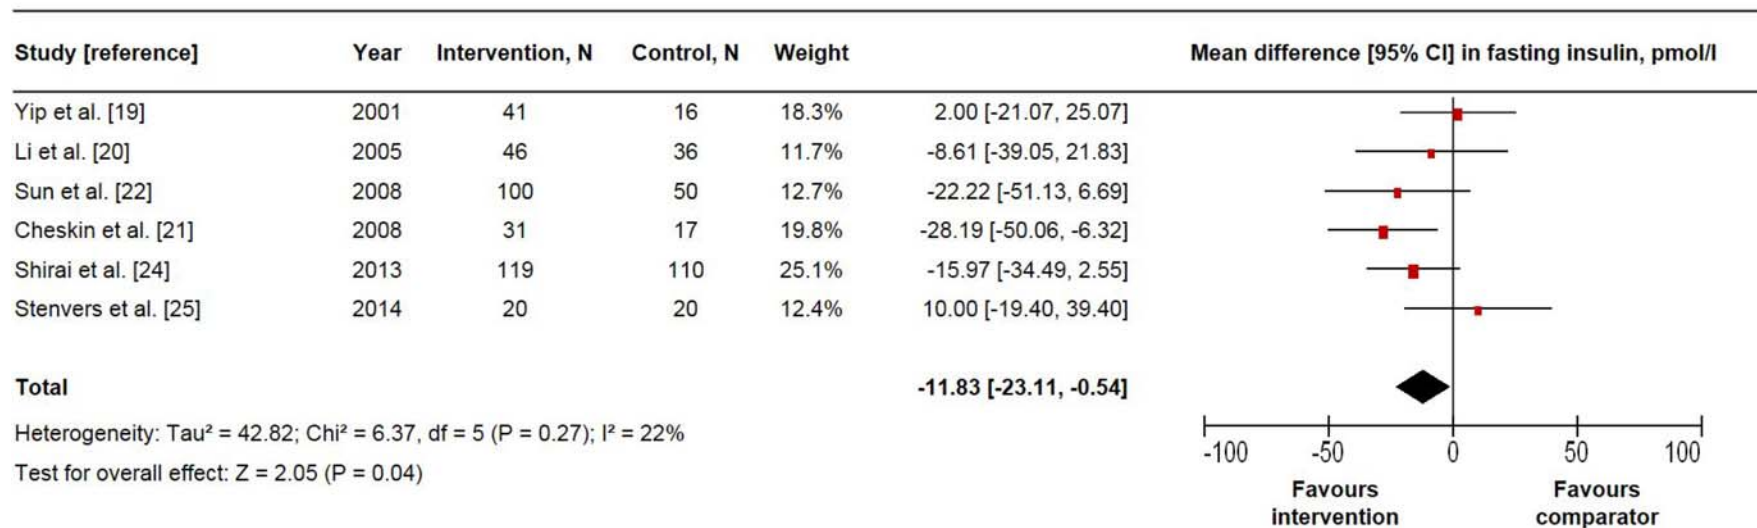 Study [reference] Year Intervention, N Control, N Weight Mean difference [95% CI] in fasting insulin, pmol/l
Yip et al. [19] 2001 41 16 18.3% 2.00 [-21.07, 25.07]
Li et al. [20] 2005 46 36 11.7% -8.61 [-39.05, 21.83]
Sun et al. [22] 2008 100 50 12.7% -22.22 [-51.13, 6.69]
Cheskin et al. [21] 2008 31 17 19.8% -28.19 [-50.06, -6.32]
Shirai et al. [24] 2013 119 110 25.1% -15.97 [-34.49, 2.55]
Stenvers et al. [25] 2014 20 20 12.4% 10.00 [-19.40, 39.40]
Total -11.83 [-23.11, -0.54]
Heterogeneity: Tau² = 42.82; Chi² = 6.37, df = 5 (P = 0.27); I² = 22%
Test for overall effect: Z = 2.05 (P = 0.04)
-100 -50 0 50 100
Favours Favours
intervention comparator